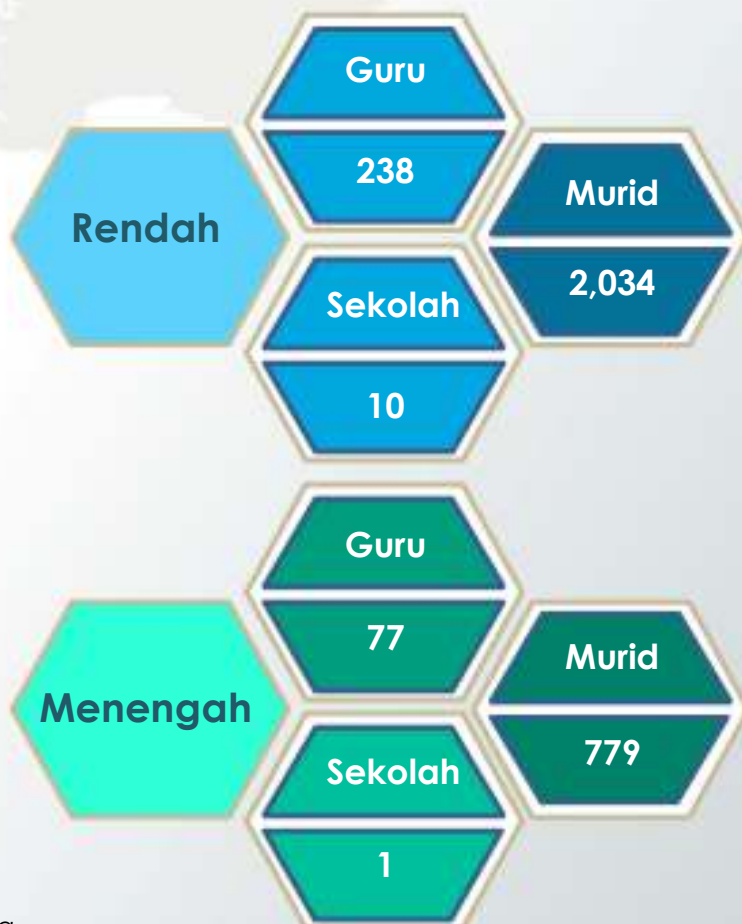 Rendah
Guru
238
Murid
2,034
Sekolah
10
Menengah
Guru
77
Murid
779
Sekolah
1